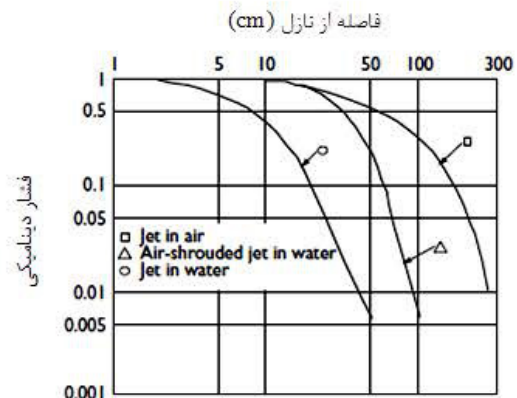 فاصله از نازل (cm)
1 5 10 50 100 300
1
0.5
0.1
0.05
0.01
0.005
0.001
فشار دینامیکی
□ Jet in air
△ Air-shrouded jet in water
○ Jet in water